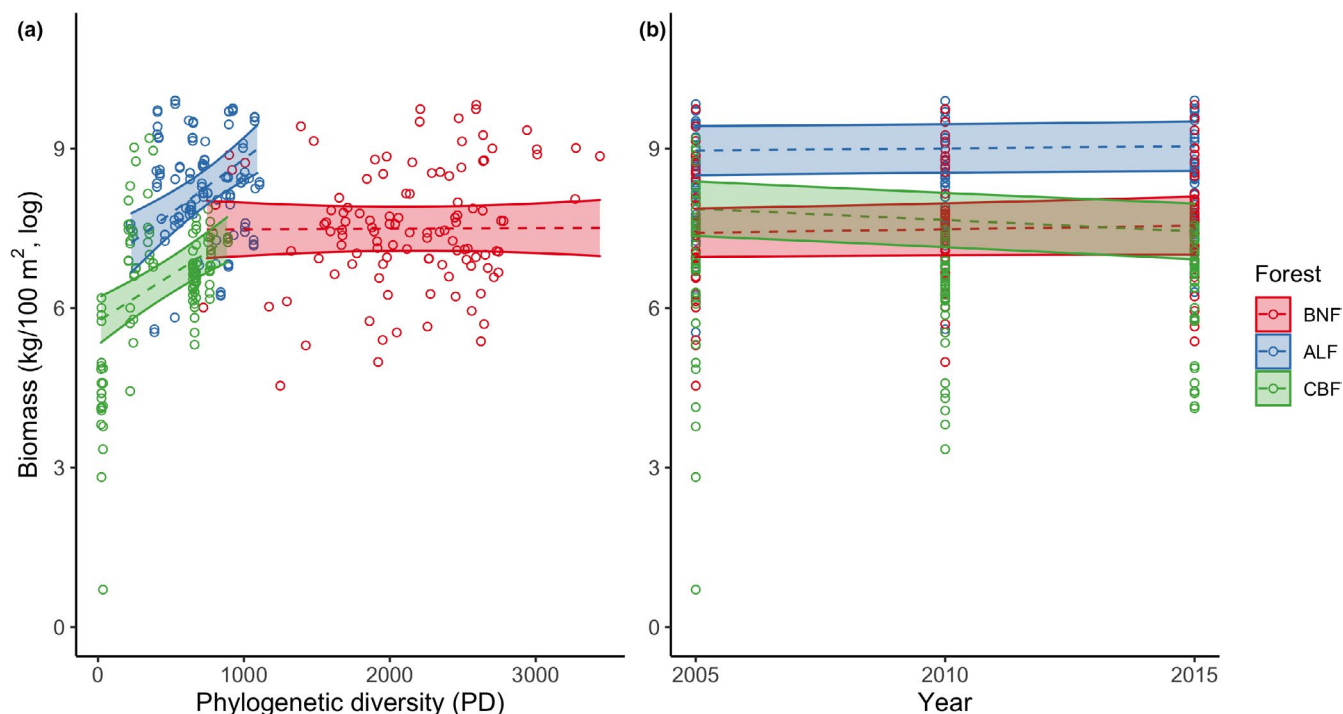 (a)
(b)
Biomass (kg/100 m², log)
9
6
3
0
0
1000
2000
3000
Phylogenetic diversity (PD)
9
6
3
0
2005
2010
2015
Year
Forest
BNF
ALF
CBF